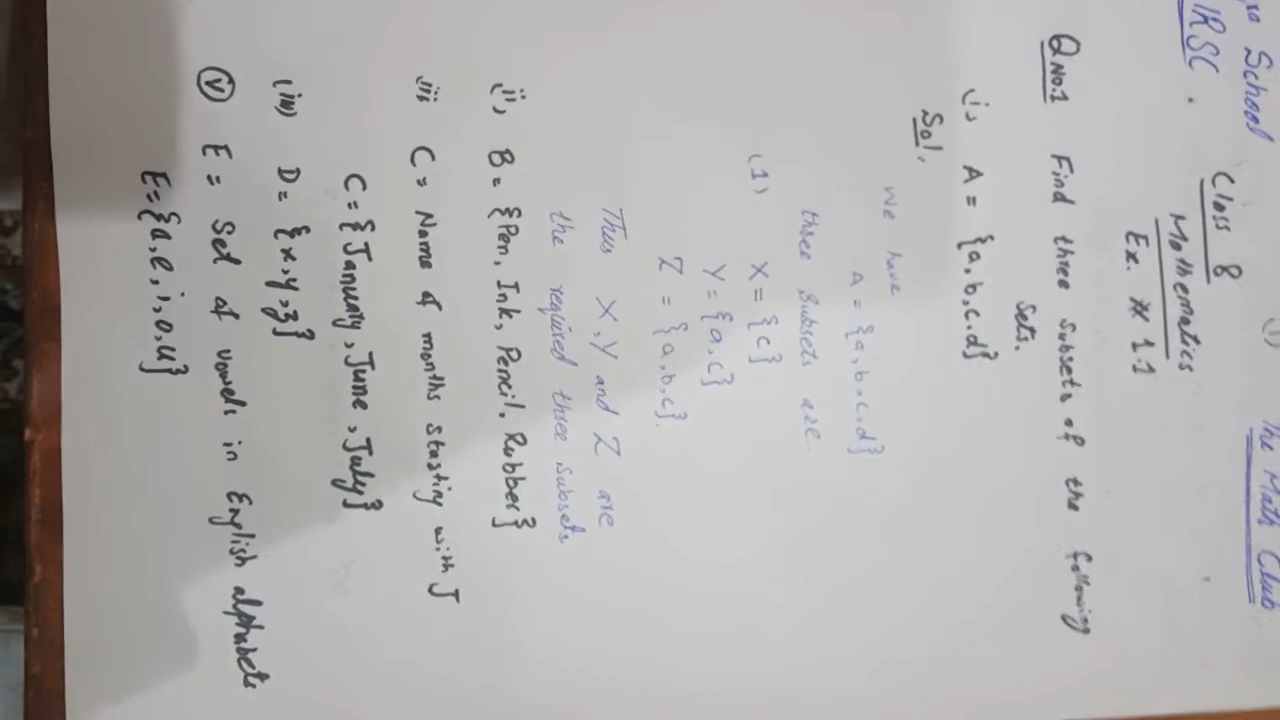 School
The Math Club
IRSC.
Class 8
Mathematics
Ex. # 1.1
Q No.1 Find three subsets of the following
Sets.
(i) A = {a, b, c, d}
Sol.
We have
A = {a, b, c, d}
three subsets are.
(1) X = {c}
Y = {a, c}
Z = {a, b, c}.
Thus X, Y and Z are
the required three subsets.
(ii) B = {Pen, Ink, Pencil, Rubber}
iii C = Name of months starting with J
C = {January, June, July}
(iv) D = {x, y, z}
(V) E = Set of vowels in English alphabets
E = {a, e, i, o, u}